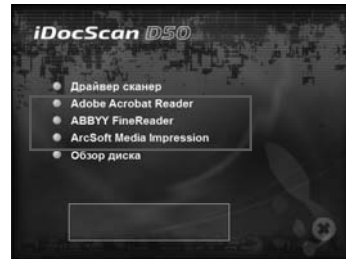 iDocScan D50
Драйвер сканер
Adobe Acrobat Reader
ABBYY FineReader
ArcSoft Media Impression
Обзор диска